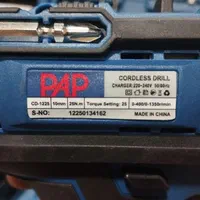 PAP
CORDLESS DRILL
CHARGER:220-240V 50/60Hz
CD-1225 10mm 25N.m Torque Setting: 25 0-400/0-1350r/min
S-NO: 12250134162 MADE IN CHINA